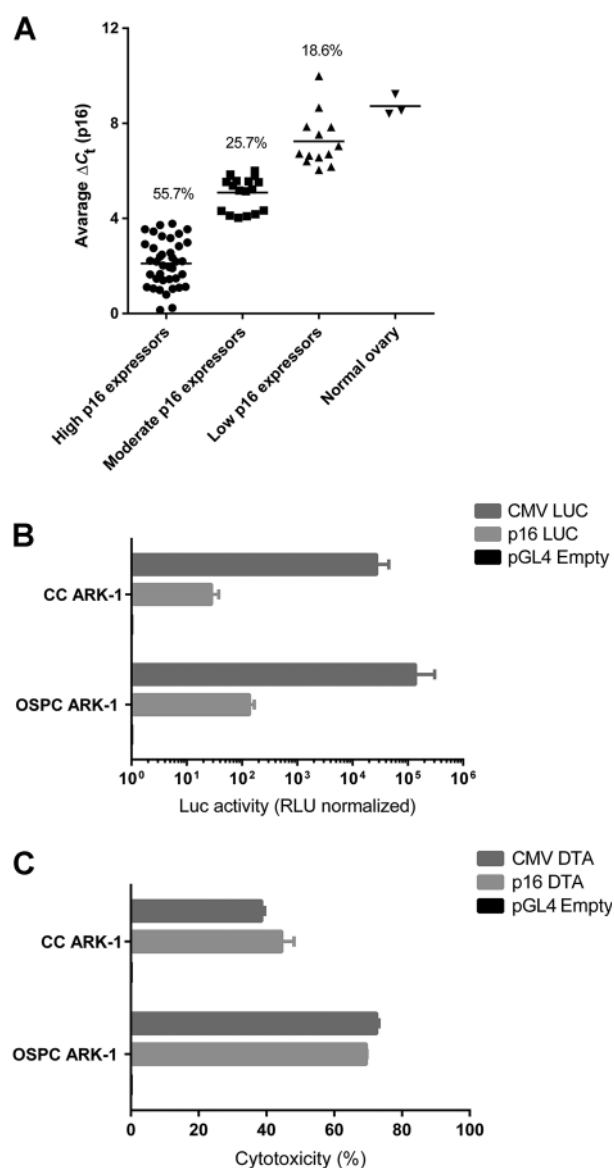 A
Avarage ΔCt (p16)
12
8
4
0
55.7%
25.7%
18.6%
High p16 expressors
Moderate p16 expressors
Low p16 expressors
Normal ovary
B
CMV LUC
p16 LUC
pGL4 Empty
CC ARK-1
OSPC ARK-1
10⁰ 10¹ 10² 10³ 10⁴ 10⁵ 10⁶
Luc activity (RLU normalized)
C
CMV DTA
p16 DTA
pGL4 Empty
CC ARK-1
OSPC ARK-1
0 20 40 60 80 100
Cytotoxicity (%)